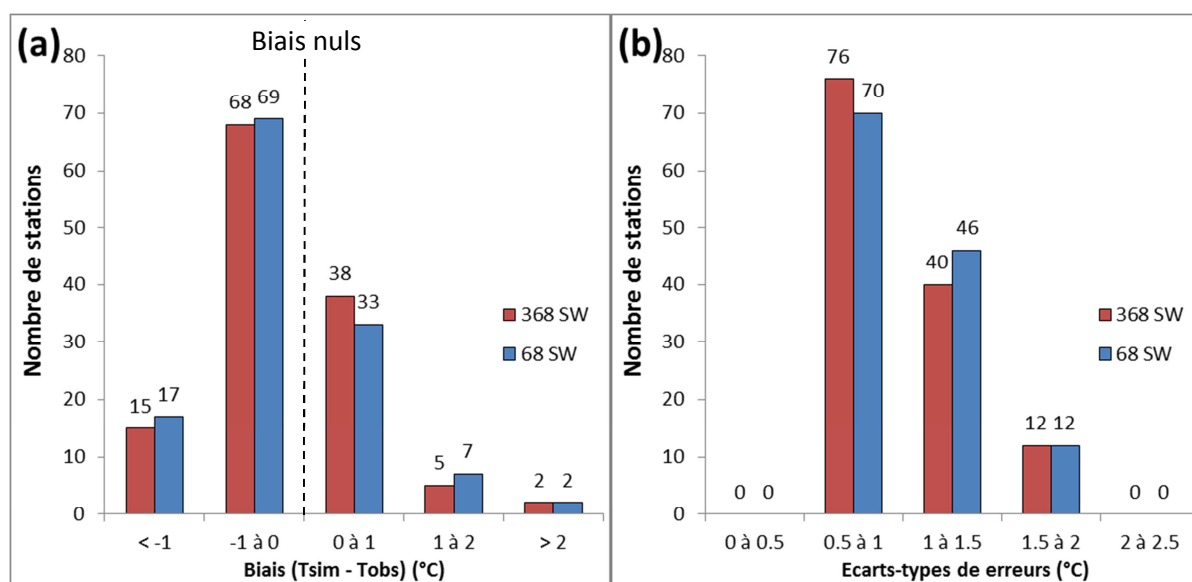 (a)
Biais nuls
Nombre de stations
80
70
60
50
40
30
20
10
0
15 17
68 69
38 33
5 7
2 2
368 SW
68 SW
< -1 -1 à 0 0 à 1 1 à 2 > 2
Biais (Tsim - Tobs) (°C)
(b)
Nombre de stations
80
70
60
50
40
30
20
10
0
0 0
76 70
40 46
12 12
0 0
368 SW
68 SW
0 à 0.5 0.5 à 1 1 à 1.5 1.5 à 2 2 à 2.5
Ecarts-types de erreurs (°C)